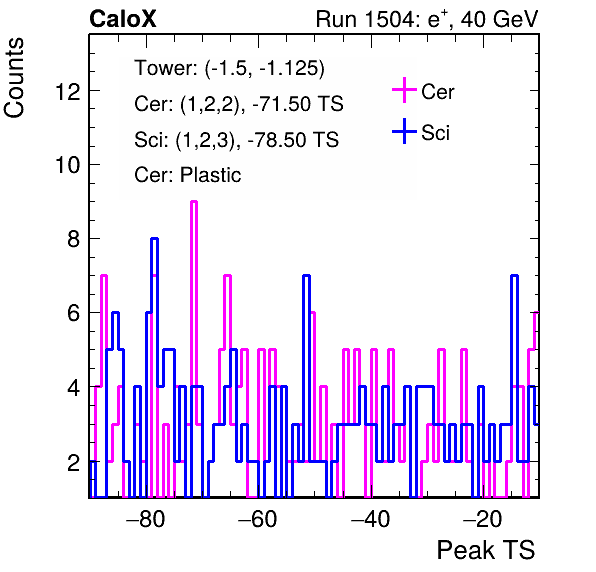 CaloX Run 1504: e⁺, 40 GeV
Counts
Tower: (-1.5, -1.125)
Cer: (1,2,2), -71.50 TS
Sci: (1,2,3), -78.50 TS
Cer: Plastic
Cer
Sci
12
10
8
6
4
2
−80 −60 −40 −20
Peak TS